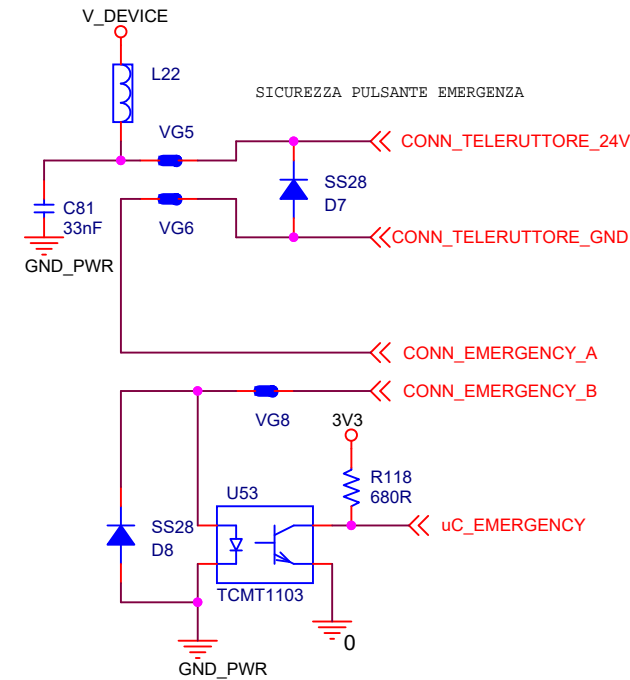 V_DEVICE
L22
SICUREZZA PULSANTE EMERGENZA
VG5
CONN_TELERUTTORE_24V
SS28
D7
C81
33nF
VG6
GND_PWR
CONN_TELERUTTORE_GND
CONN_EMERGENCY_A
CONN_EMERGENCY_B
VG8
3V3
R118
680R
U53
SS28
D8
uC_EMERGENCY
TCMT1103
0
GND_PWR